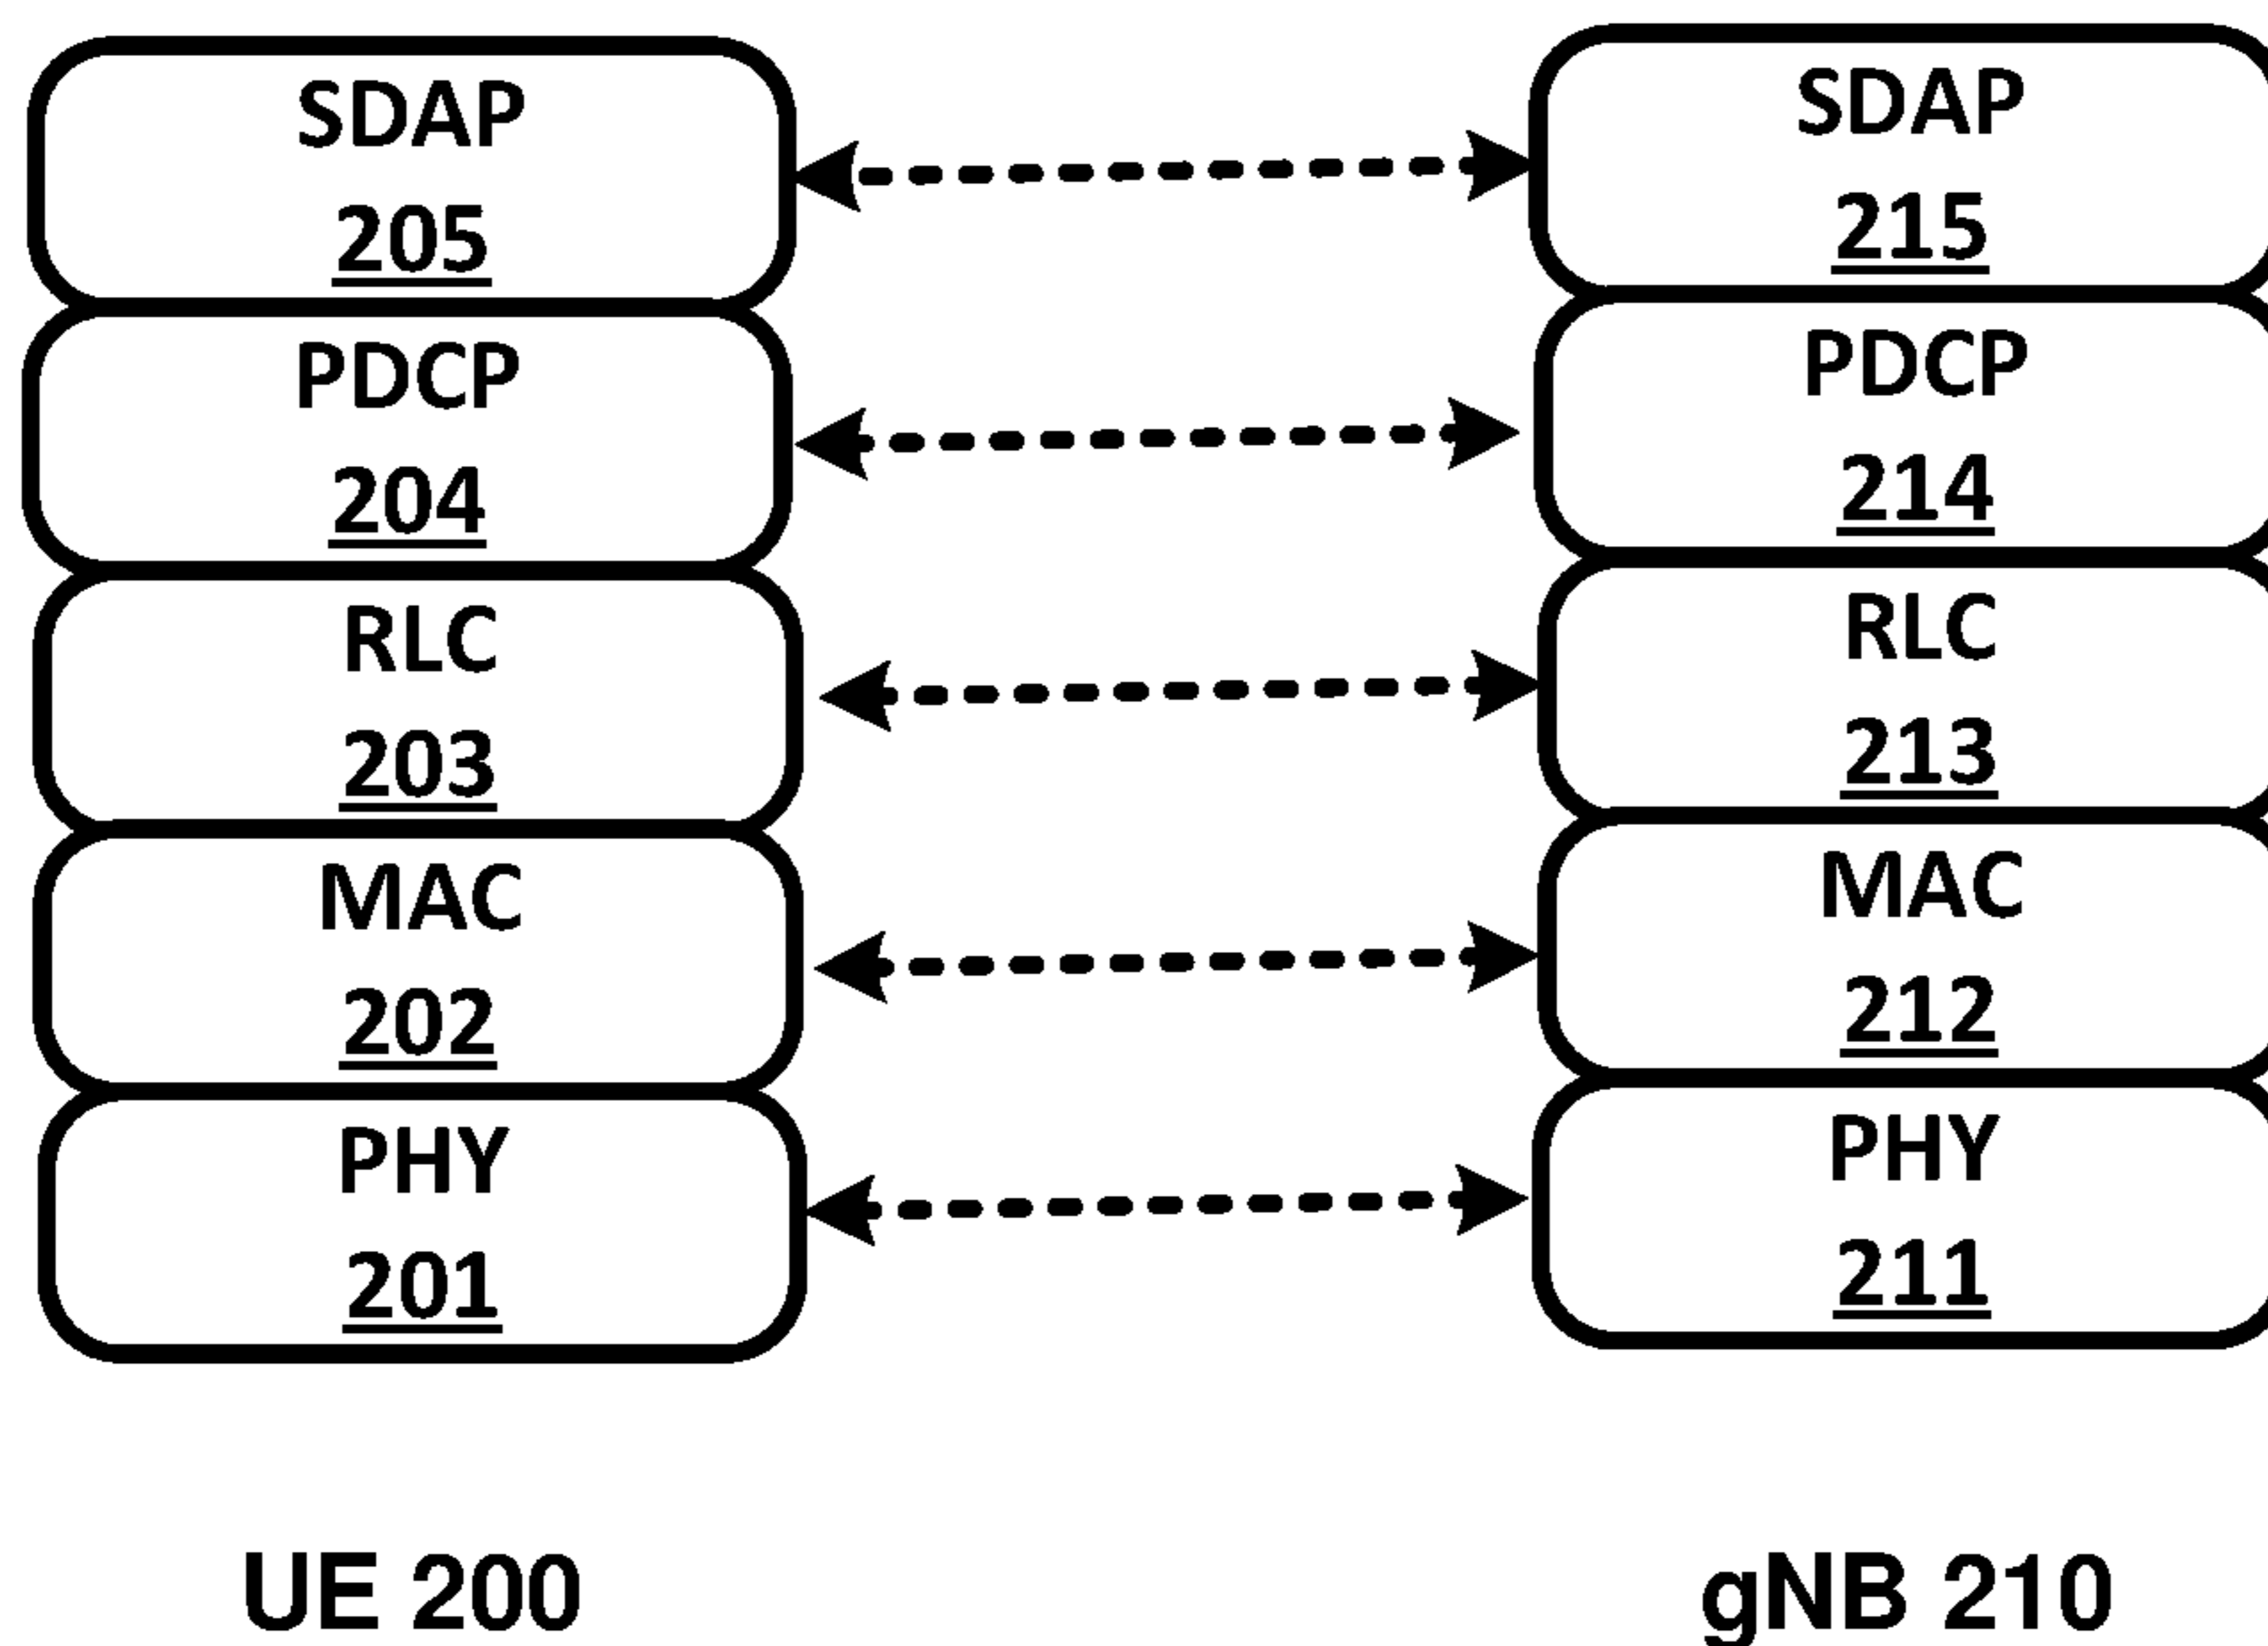 SDAP
205
PDCP
204
RLC
203
MAC
202
PHY
201
UE 200
SDAP
215
PDCP
214
RLC
213
MAC
212
PHY
211
gNB 210